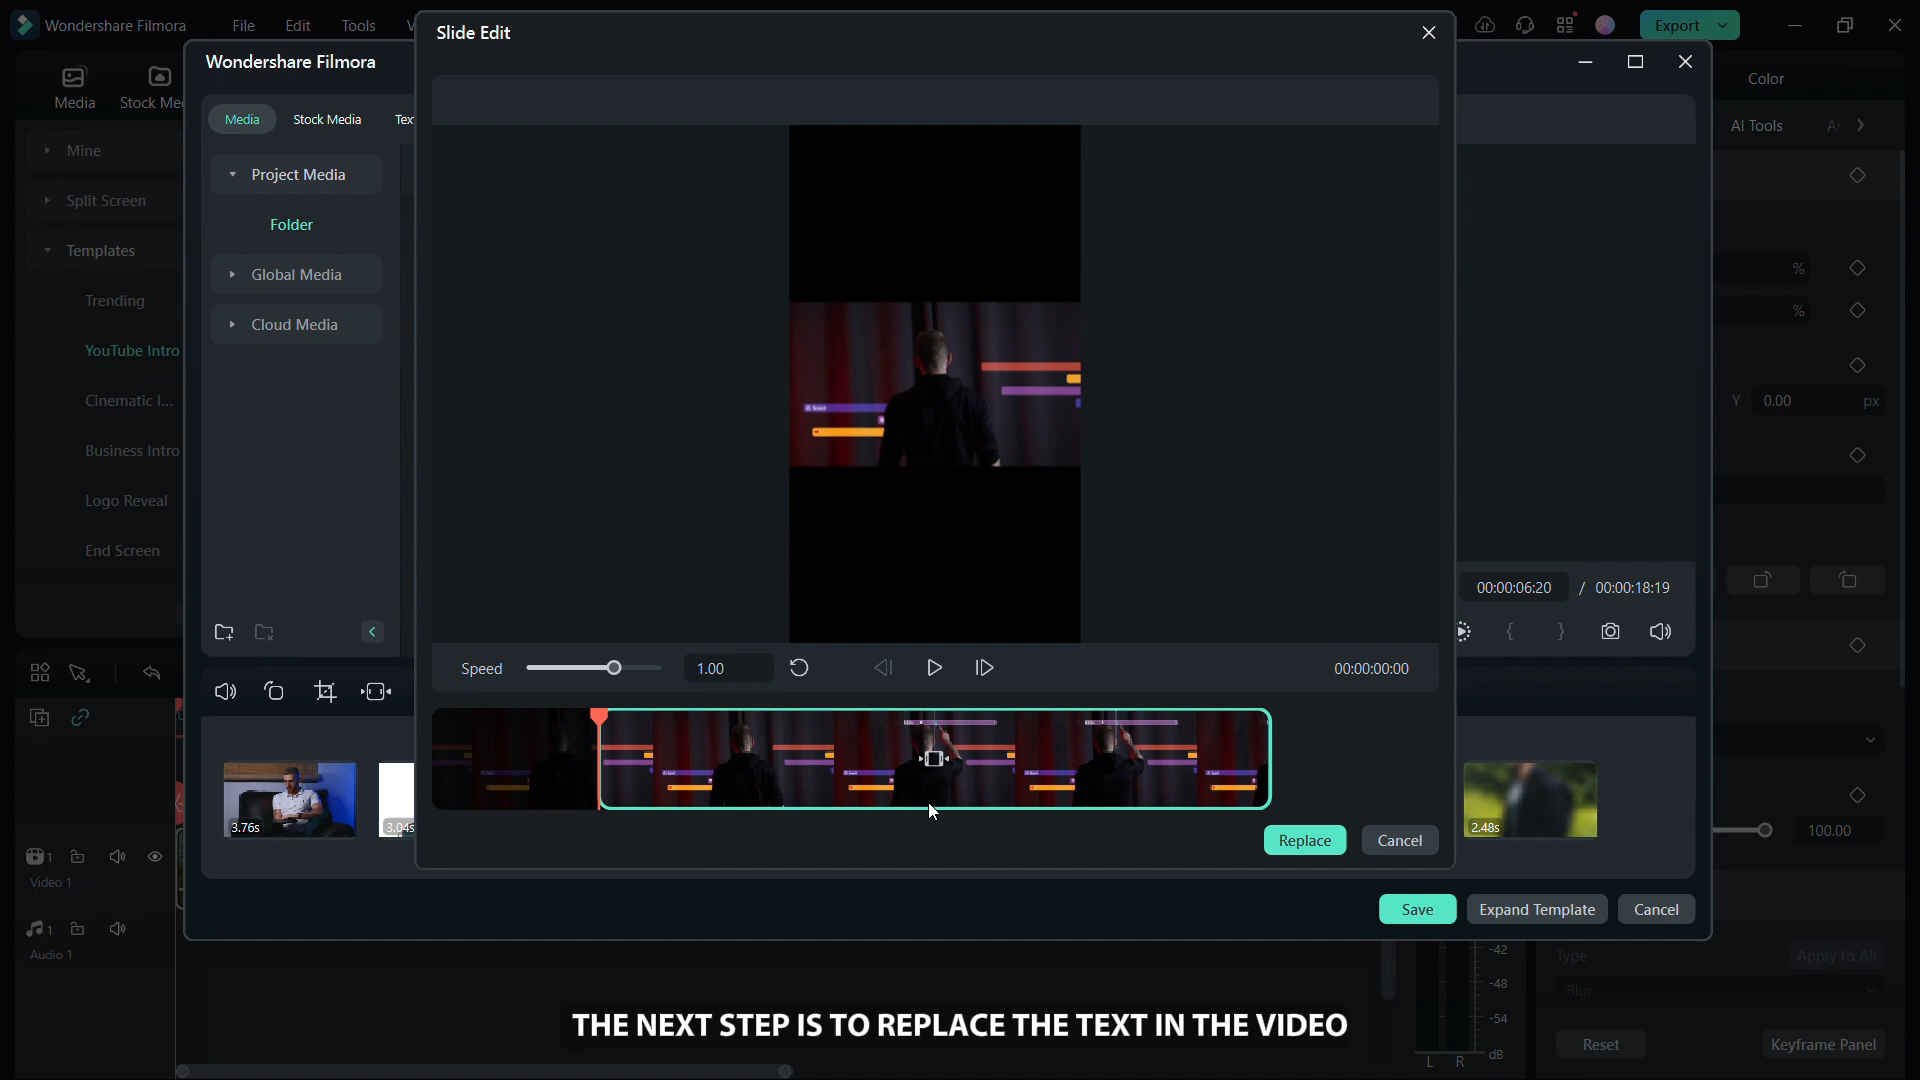 Wondershare Filmora
File
Edit
Tools
Export
Slide Edit
Wondershare Filmora
Media
Color
Media
Stock Media
AI Tools
Mine
Project Media
Split Screen
Folder
Templates
Global Media
%
Trending
%
Cloud Media
YouTube Intro
Cinematic I...
Y
0.00
px
Business Intro
Logo Reveal
End Screen
00:00:06:20 / 00:00:18:19
Speed
1.00
00:00:00:00
3.76s
3.04s
2.48s
100.00
Replace
Cancel
1
Video 1
Save
Expand Template
Cancel
1
Audio 1
-42
Type
Apply to All
-48
Blur
-54
THE NEXT STEP IS TO REPLACE THE TEXT IN THE VIDEO
Reset
Keyframe Panel
dB
L R